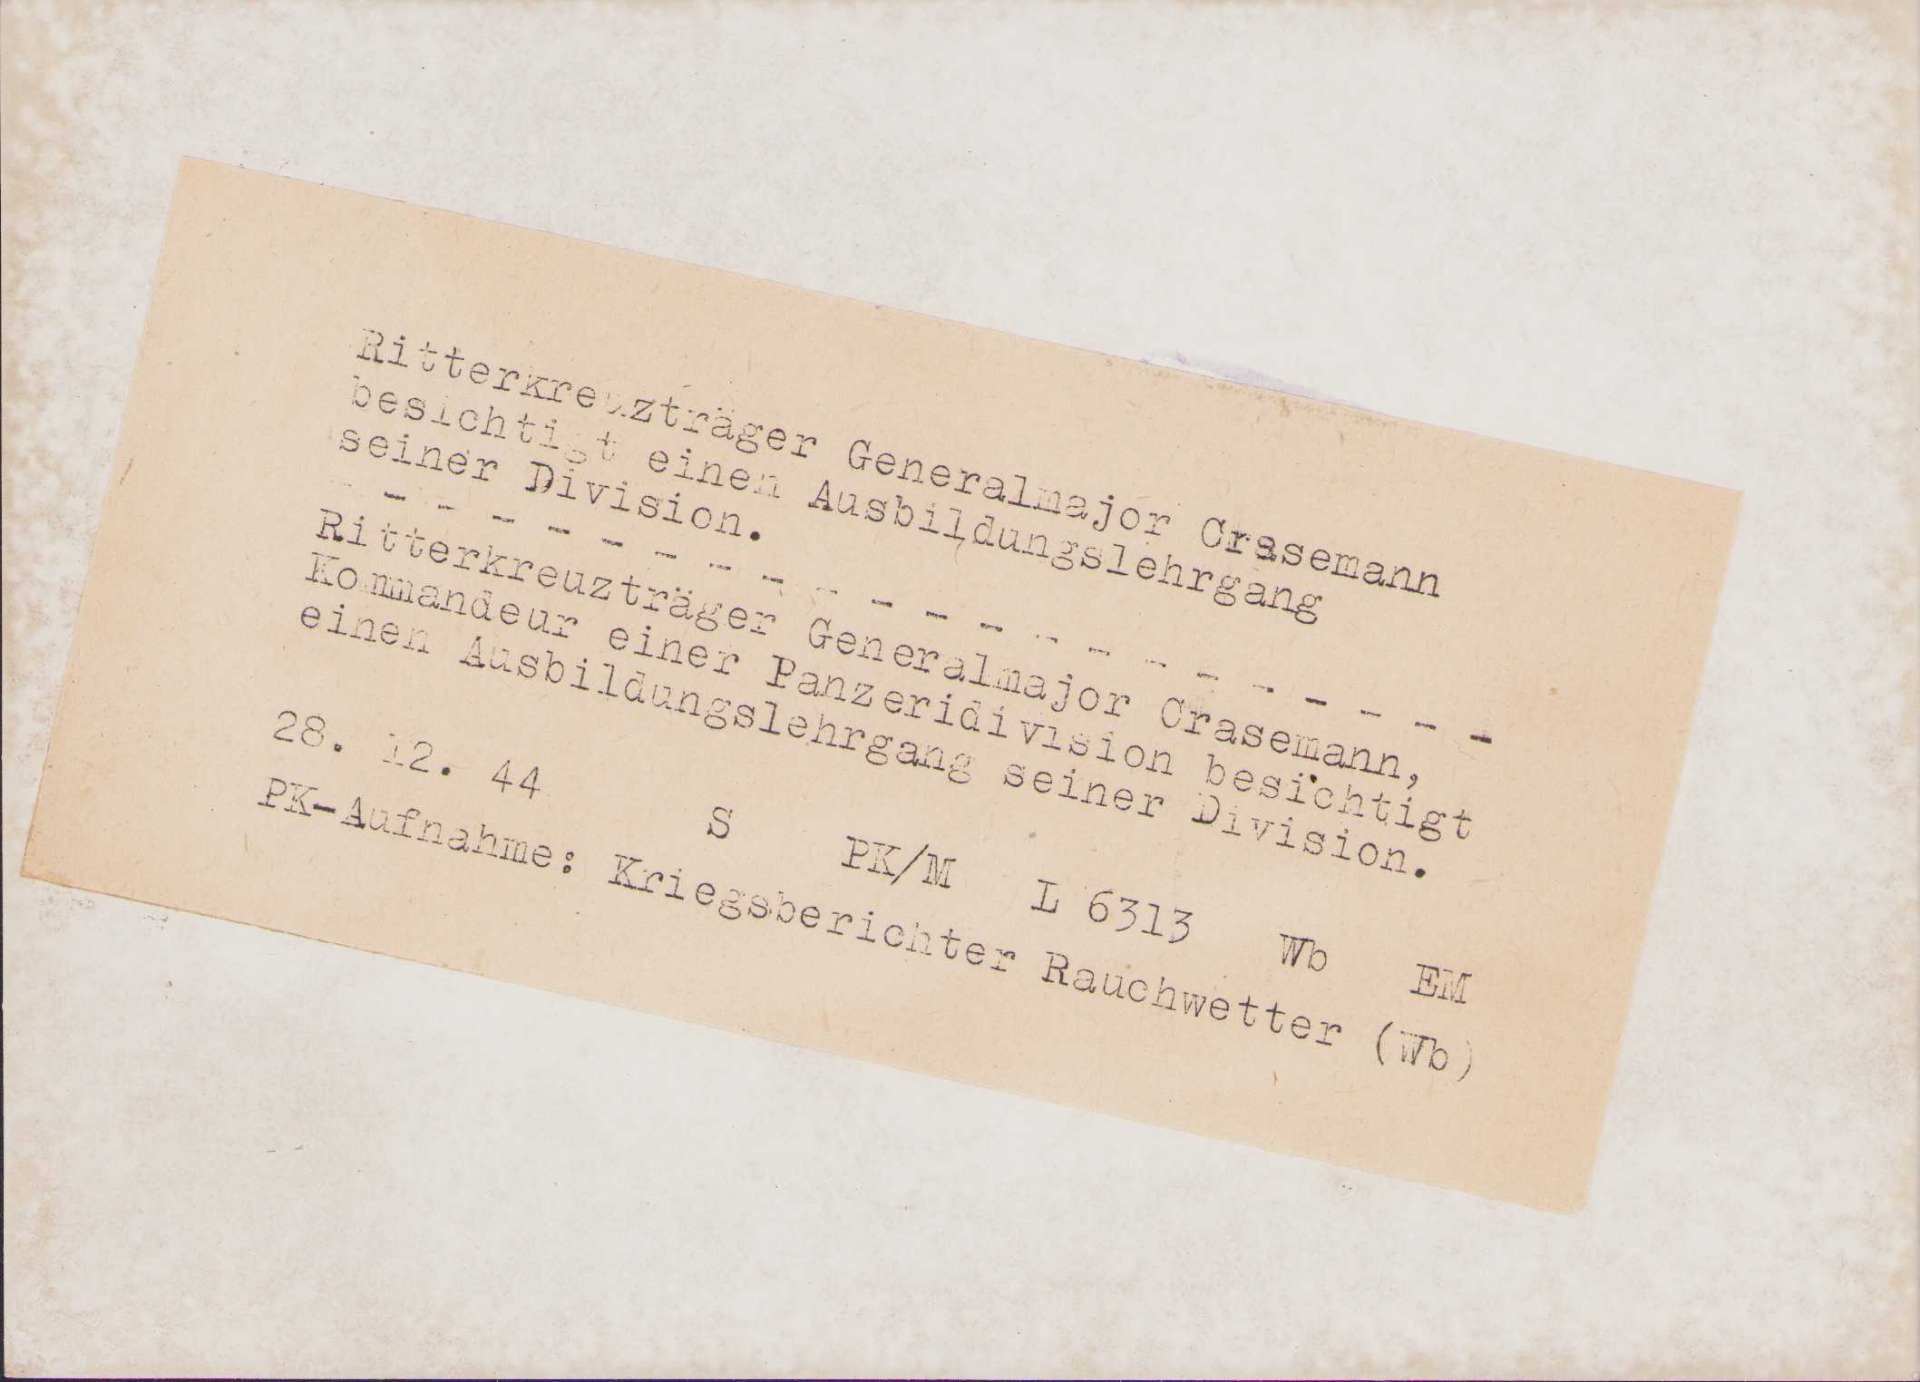 Ritterkreuzträger Generalmajor Crasemann
besichtigt einen Ausbildungslehrgang
seiner Division.
- - - - - - - - - - - - - - - - - - - - - -
Ritterkreuzträger Generalmajor Crasemann,
Kommandeur einer Panzeridivision besichtigt
einen Ausbildungslehrgang seiner Division.
28. 12. 44 S PK/M L 6313 Wb EM
PK-Aufnahme: Kriegsberichter Rauchwetter (Wb)